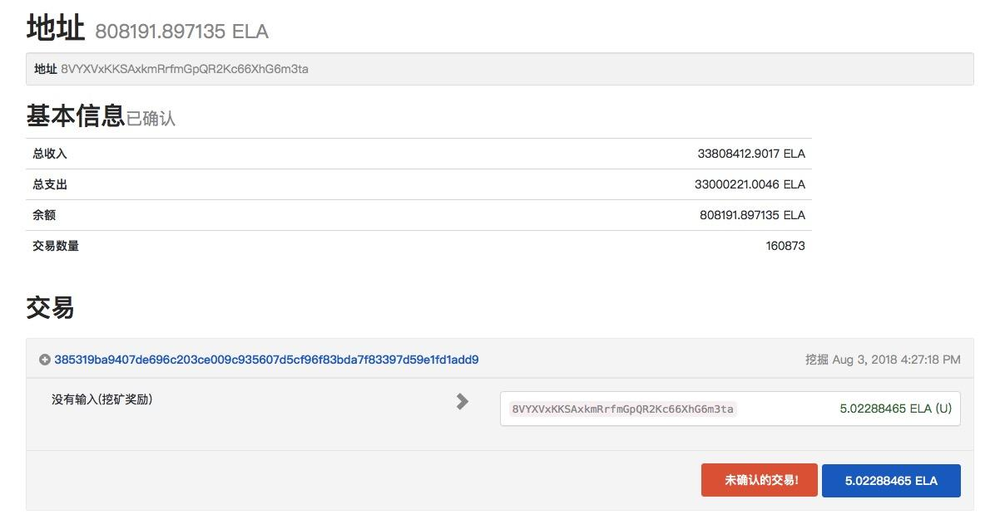 地址 808191.897135 ELA
地址 8VYXVxKKSAxkmRrfmGpQR2Kc66XhG6m3ta
基本信息已确认
总收入 33808412.9017 ELA
总支出 33000221.0046 ELA
余额 808191.897135 ELA
交易数量 160873
交易
385319ba9407de696c203ce009c935607d5cf96f83bda7f83397d59e1fd1add9 挖掘 Aug 3, 2018 4:27:18 PM
没有输入(挖矿奖励) 8VYXVxKKSAxkmRrfmGpQR2Kc66XhG6m3ta 5.02288465 ELA (U)
未确认的交易! 5.02288465 ELA